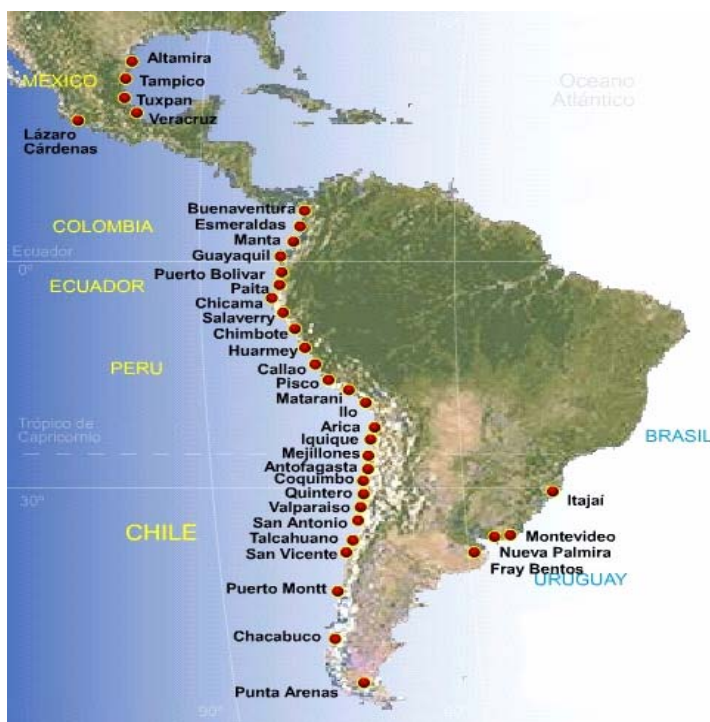 Altamira
MÉXICO
Tampico
Tuxpan
Veracruz
Lázaro
Cárdenas
Oceano
Atlántico
Buenaventura
COLOMBIA
Esmeraldas
Manta
Ecuador
Guayaquil
0°
Puerto Bolivar
ECUADOR
Paita
Chicama
Salaverry
Chimbote
Huarmey
PERU
Callao
Pisco
Matarani
Ilo
Trópico de
Capricornio
Arica
BRASIL
Iquique
Mejillones
Antofagasta
Coquimbo
30°
Quintero
Itajaí
Valparaiso
San Antonio
CHILE
Talcahuano
Montevideo
San Vicente
Nueva Palmira
Fray Bentos
URUGUAY
Puerto Montt
Chacabuco
Punta Arenas
90°
60°